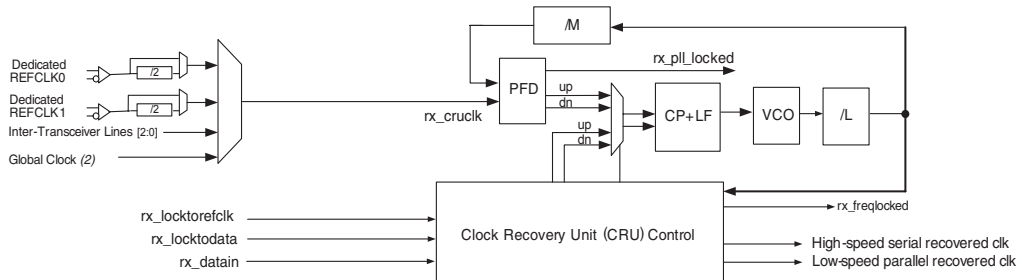 /M
Dedicated
REFCLK0
/2
Dedicated
REFCLK1
/2
Inter-Transceiver Lines [2:0]
Global Clock (2)
rx_cruclk
PFD
rx_pll_locked
up
dn
up
dn
CP+LF
VCO
/L
rx_locktorefclk
rx_locktodata
rx_datain
Clock Recovery Unit (CRU) Control
rx_freqlocked
High-speed serial recovered clk
Low-speed parallel recovered clk